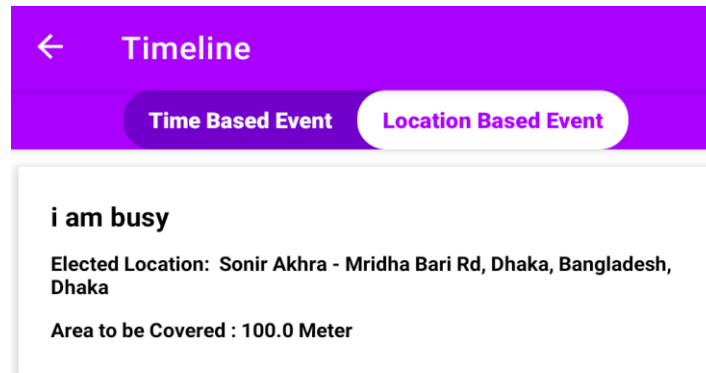 Timeline
Time Based Event Location Based Event
i am busy
Elected Location: Sonir Akhra - Mridha Bari Rd, Dhaka, Bangladesh,
Dhaka
Area to be Covered : 100.0 Meter